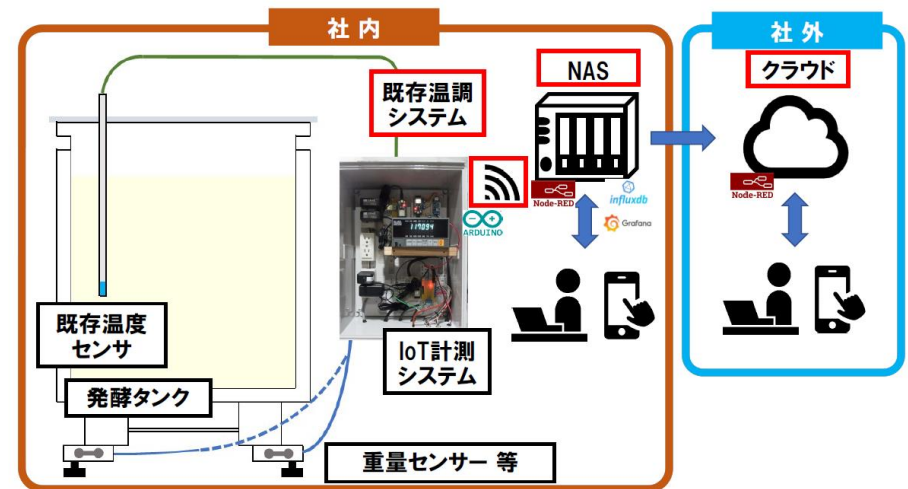 社内
社外
既存温調
システム
NAS
クラウド
Node-RED
influxdb
Grafana
Node-RED
ARDUINO
117.094
既存温度
センサ
IoT計測
システム
発酵タンク
重量センサー 等